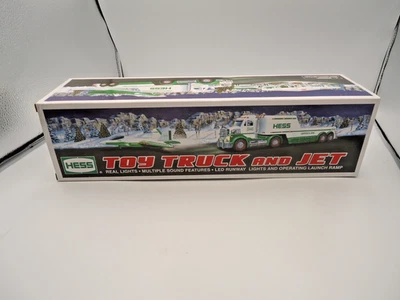 HESS
HESS
TOY TRUCK AND JET
REAL LIGHTS • MULTIPLE SOUND FEATURES • LED RUNWAY LIGHTS AND OPERATING LAUNCH RAMP